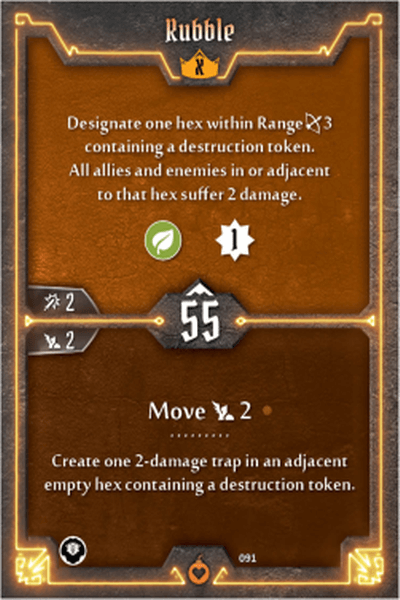 Rubble
X
Designate one hex within Range 3
containing a destruction token.
All allies and enemies in or adjacent
to that hex suffer 2 damage.
1
2
55
2
Move 2
Create one 2-damage trap in an adjacent
empty hex containing a destruction token.
091